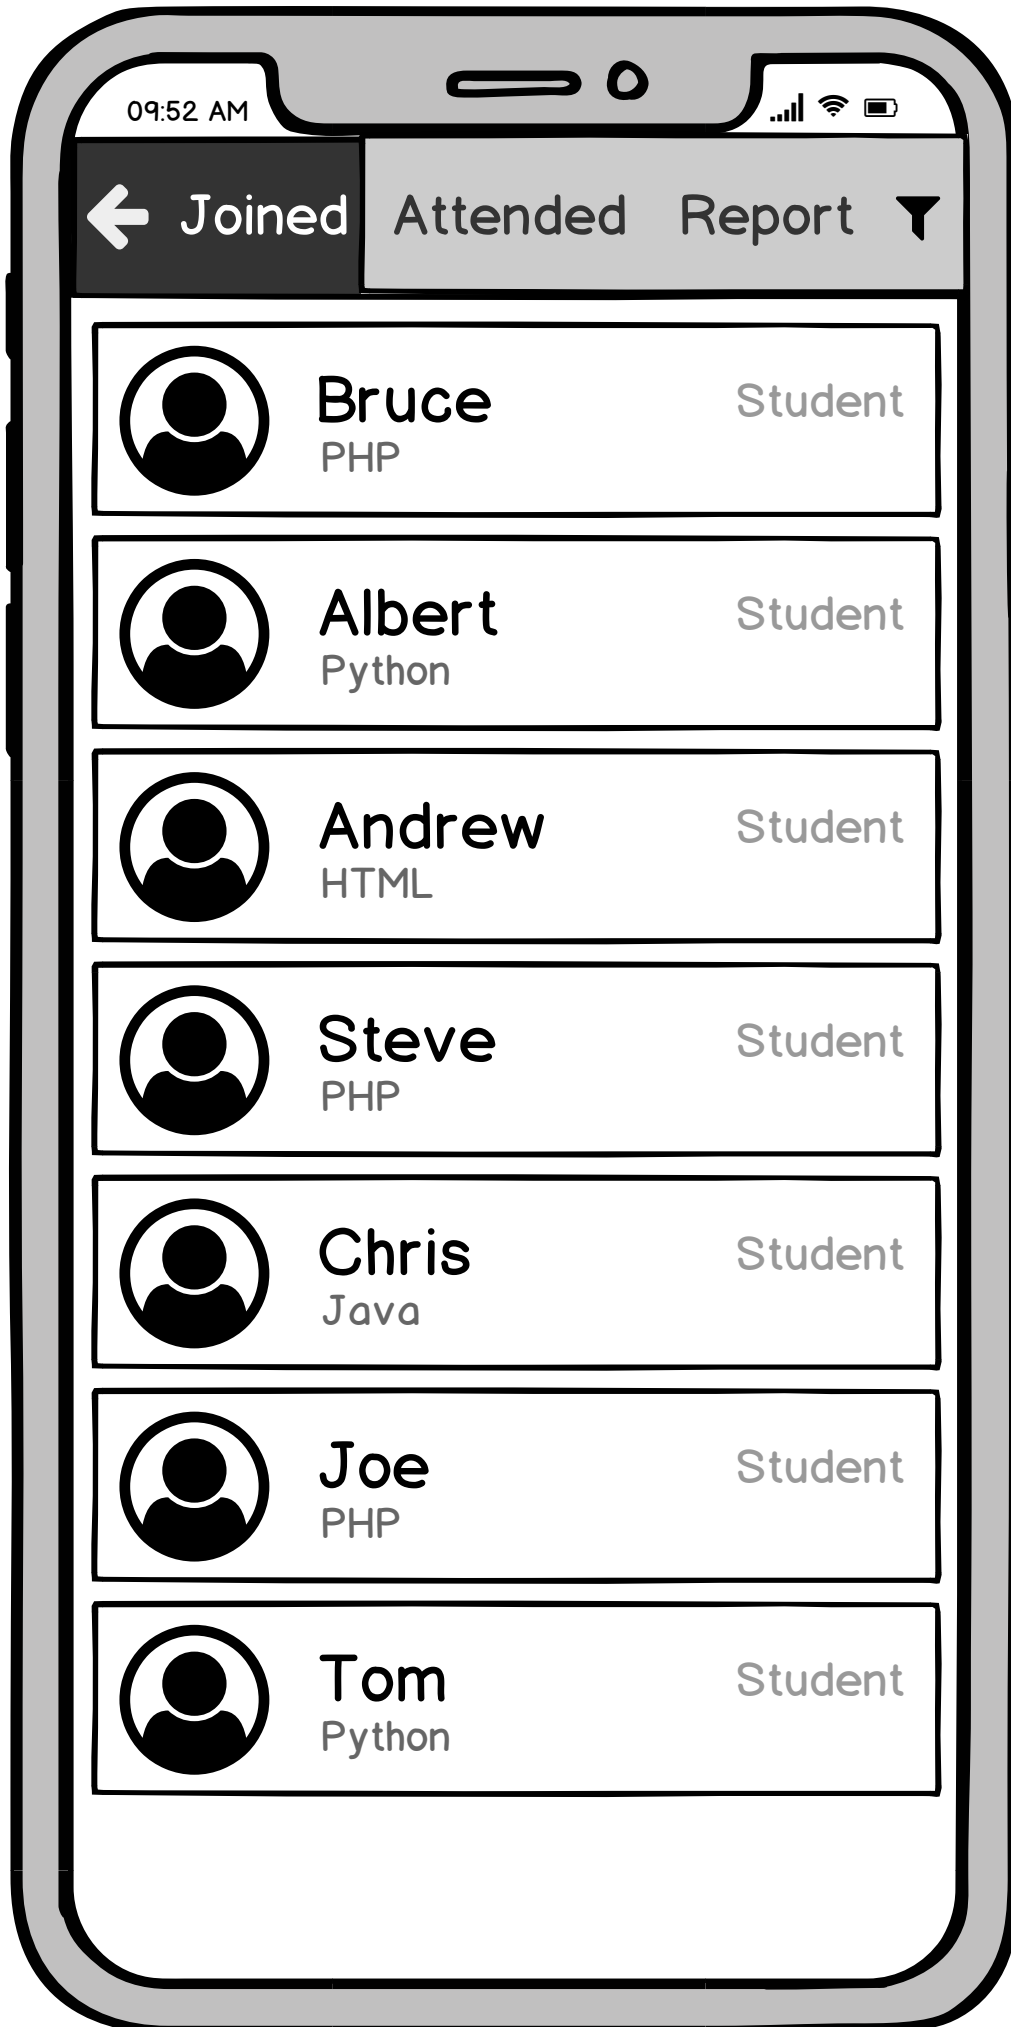 09:52 AM
Joined Attended Report
Bruce Student
PHP
Albert Student
Python
Andrew Student
HTML
Steve Student
PHP
Chris Student
Java
Joe Student
PHP
Tom Student
Python